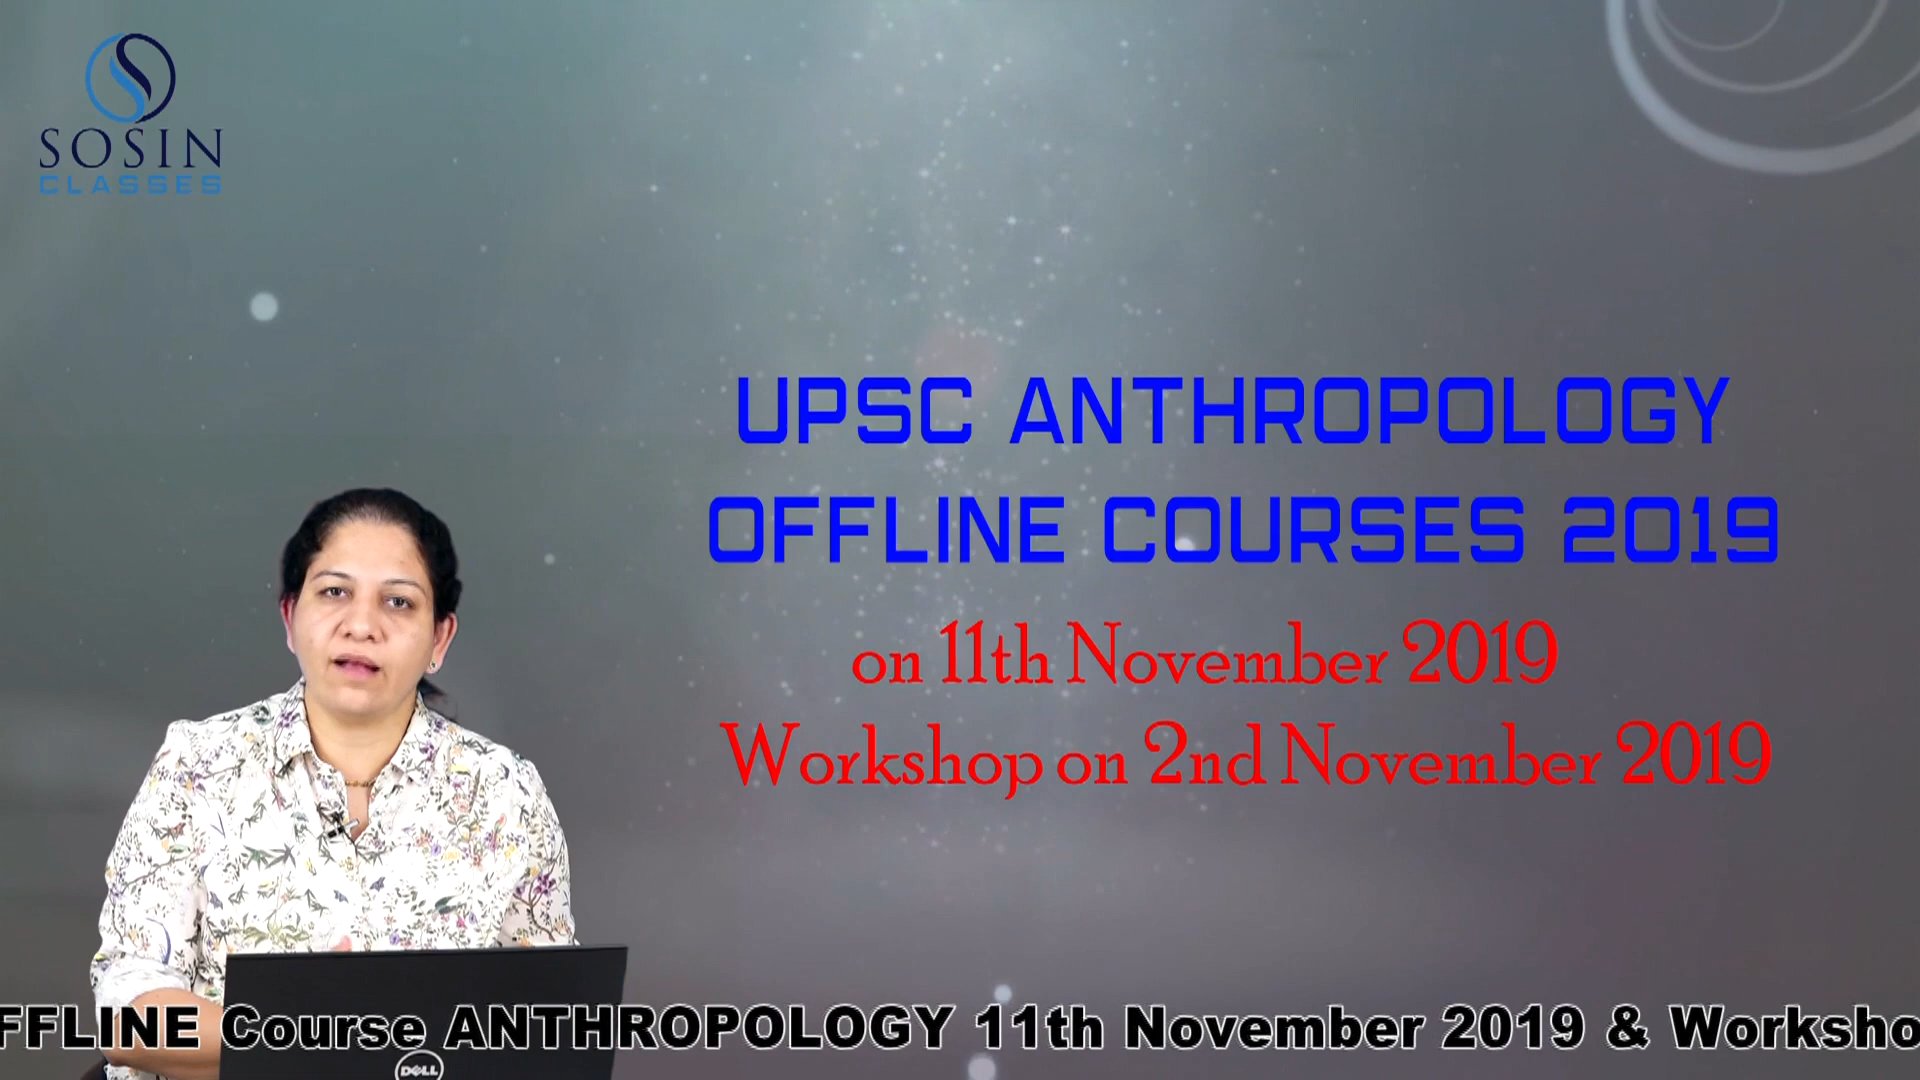 SOSIN
CLASSES
UPSC ANTHROPOLOGY
OFFLINE COURSES 2019
on 11th November 2019
Workshop on 2nd November 2019
FFLINE Course ANTHROPOLOGY 11th November 2019 & Worksho
DELL